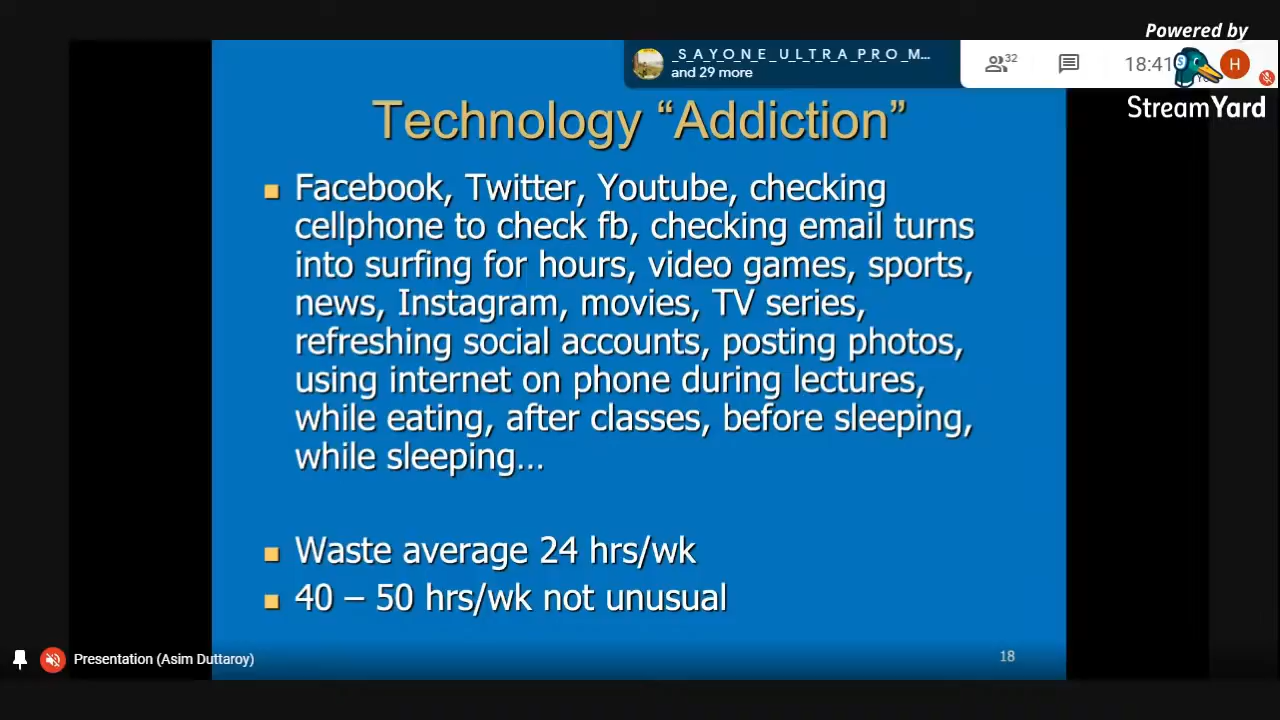 Powered by
_SAYONE_ULTRA_PRO_M...
and 29 more
32
18:41
H
StreamYard
Technology “Addiction”
Facebook, Twitter, Youtube, checking
cellphone to check fb, checking email turns
into surfing for hours, video games, sports,
news, Instagram, movies, TV series,
refreshing social accounts, posting photos,
using internet on phone during lectures,
while eating, after classes, before sleeping,
while sleeping...
Waste average 24 hrs/wk
40 – 50 hrs/wk not unusual
Presentation (Asim Duttaroy)
18